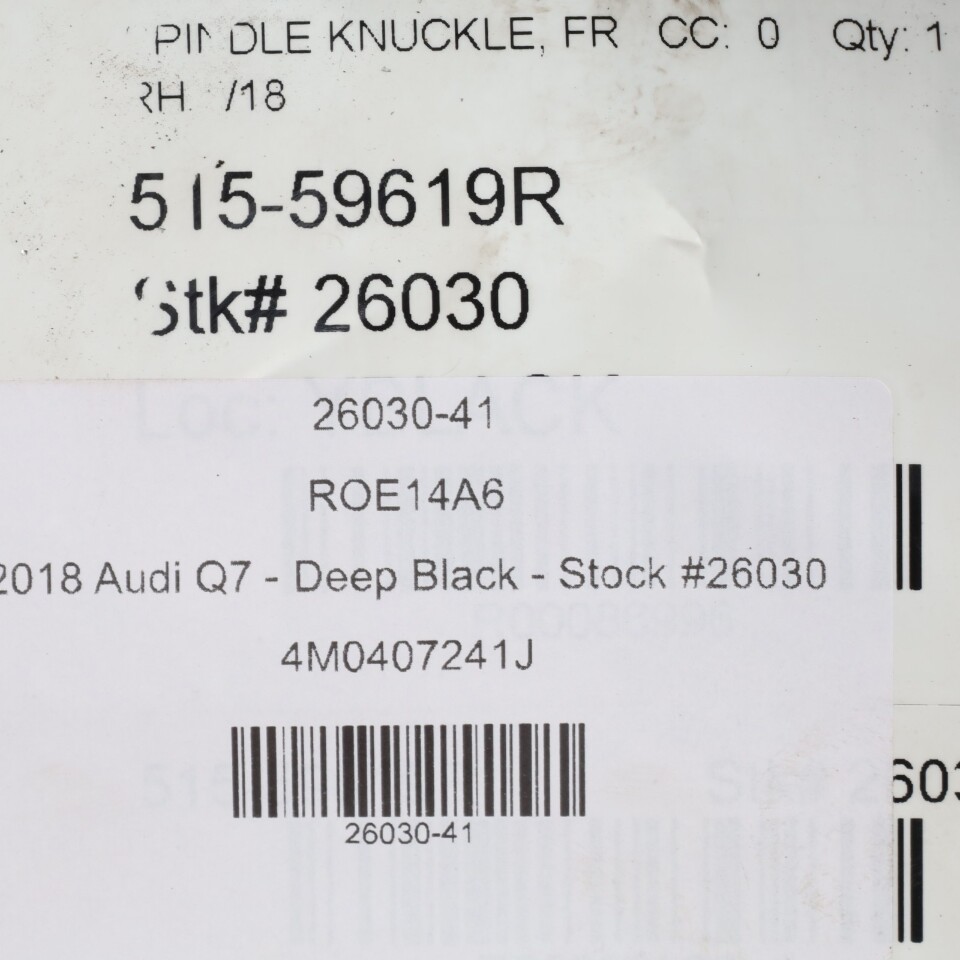 PINDLE KNUCKLE, FR CC: 0 Qty: 1
RH /18
515-59619R
Stk# 26030
26030-41
ROE14A6
2018 Audi Q7 - Deep Black - Stock #26030
4M0407241J
26030-41